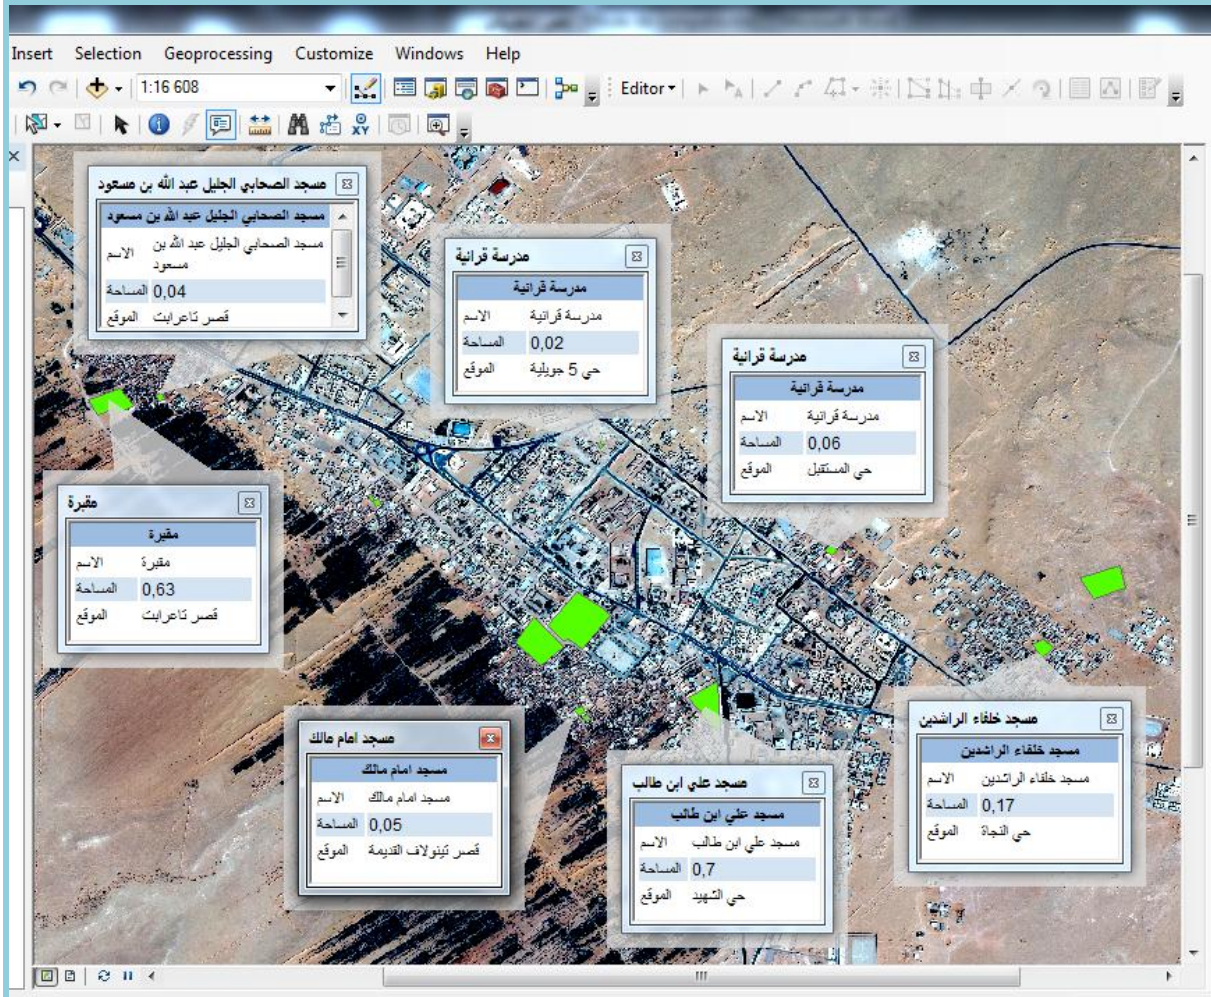 Insert Selection Geoprocessing Customize Windows Help
1:16 608
Editor
XY
مسجد الصحابي الجليل عبد الله بن مسعود
مسجد الصحابي الجليل عبد الله بن مسعود
الاسم مسجد الصحابي الجليل عبد الله بن
مسعود
المساحة 0,04
الموقع قصر تاعرابت
مدرسة قرانية
مدرسة قرانية
الاسم مدرسة قرانية
المساحة 0,02
الموقع حي 5 جويلية
مدرسة قرانية
مدرسة قرانية
الاسم مدرسة قرانية
المساحة 0,06
الموقع حي المستقبل
مقبرة
مقبرة
الاسم مقبرة
المساحة 0,63
الموقع قصر تاعرابت
مسجد امام مالك
مسجد امام مالك
الاسم مسجد امام مالك
المساحة 0,05
الموقع قصر تينولاف القديمة
مسجد علي ابن طالب
مسجد علي ابن طالب
الاسم مسجد علي ابن طالب
المساحة 0,7
الموقع حي الشهيد
مسجد خلفاء الراشدين
مسجد خلفاء الراشدين
الاسم مسجد خلفاء الراشدين
المساحة 0,17
الموقع حي النجاة